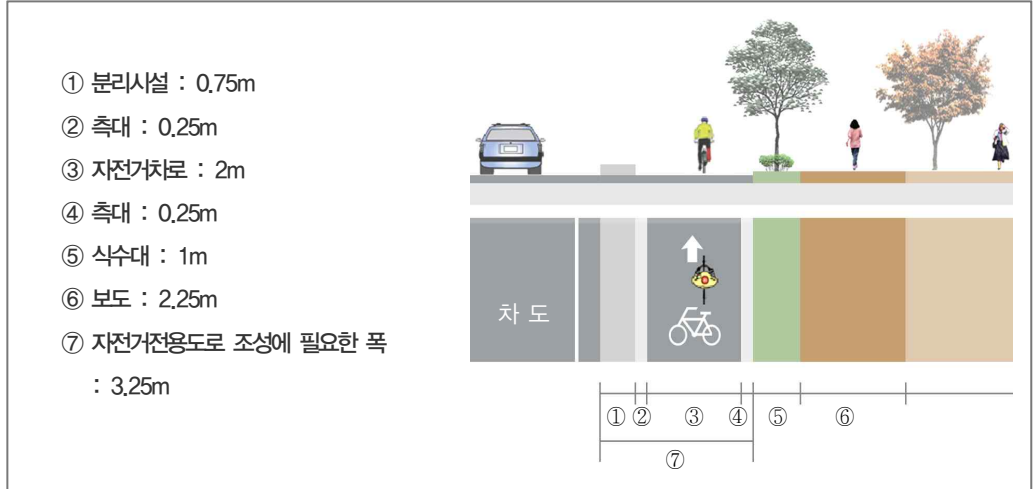 ① 분리시설 : 0.75m
② 측대 : 0.25m
③ 자전거차로 : 2m
④ 측대 : 0.25m
⑤ 식수대 : 1m
⑥ 보도 : 2.25m
⑦ 자전거전용도로 조성에 필요한 폭
: 3.25m
차 도
① ② ③ ④ ⑤ ⑥
⑦